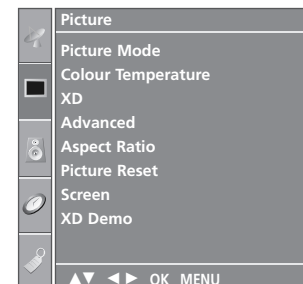 Picture
Picture Mode
Colour Temperature
XD
Advanced
Aspect Ratio
Picture Reset
Screen
XD Demo
▲▼ ◄► OK MENU